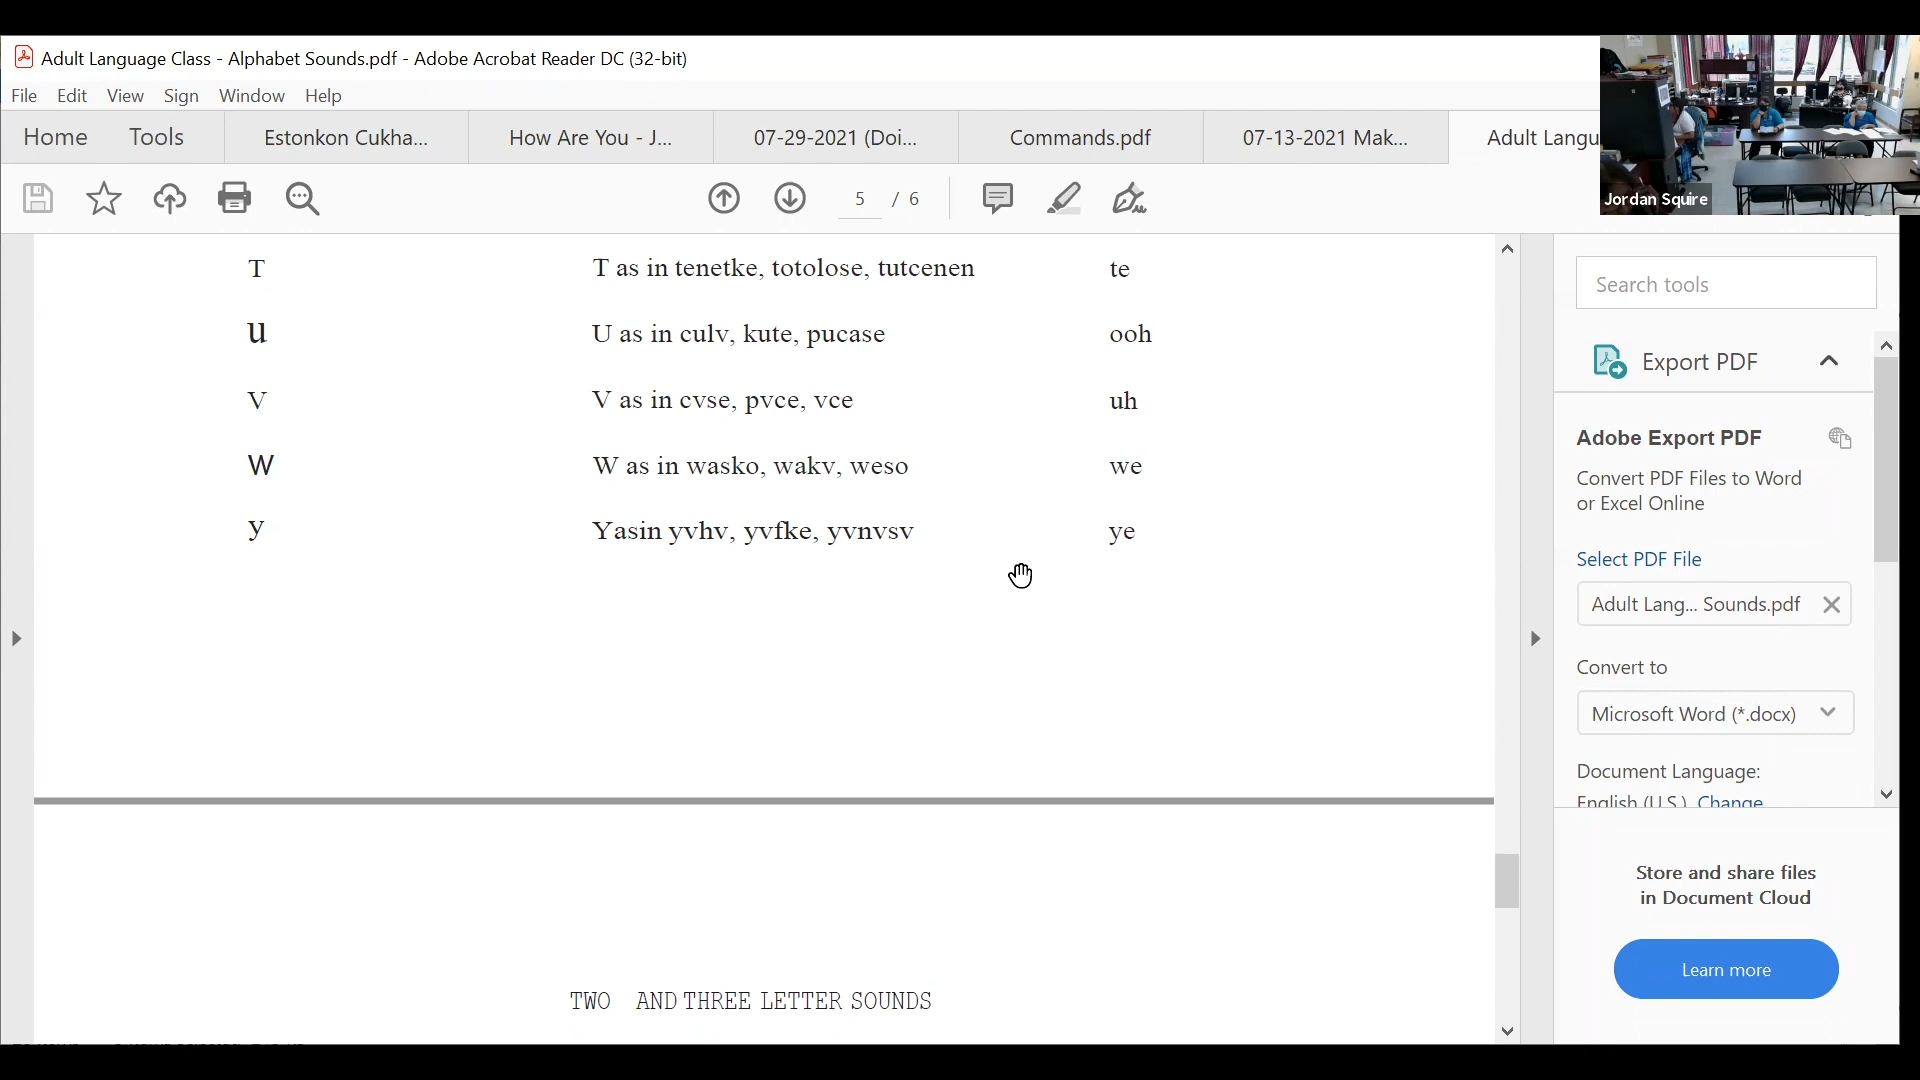 Adult Language Class - Alphabet Sounds.pdf - Adobe Acrobat Reader DC (32-bit)
File Edit View Sign Window Help
Home Tools Estonkon Cukha... How Are You - J... 07-29-2021 (Doi... Commands.pdf 07-13-2021 Mak... Adult Langu
5 / 6
Jordan Squire
T T as in tenetke, totolose, tutcenen te
u U as in culv, kute, pucase ooh
V V as in cvse, pvce, vce uh
W W as in wasko, wakv, weso we
y Yasin yvhv, yvfke, yvnvsv ye
TWO AND THREE LETTER SOUNDS
Search tools
Export PDF
Adobe Export PDF
Convert PDF Files to Word
or Excel Online
Select PDF File
Adult Lang... Sounds.pdf
Convert to
Microsoft Word (*.docx)
Document Language:
English (U.S.) Change
Store and share files
in Document Cloud
Learn more